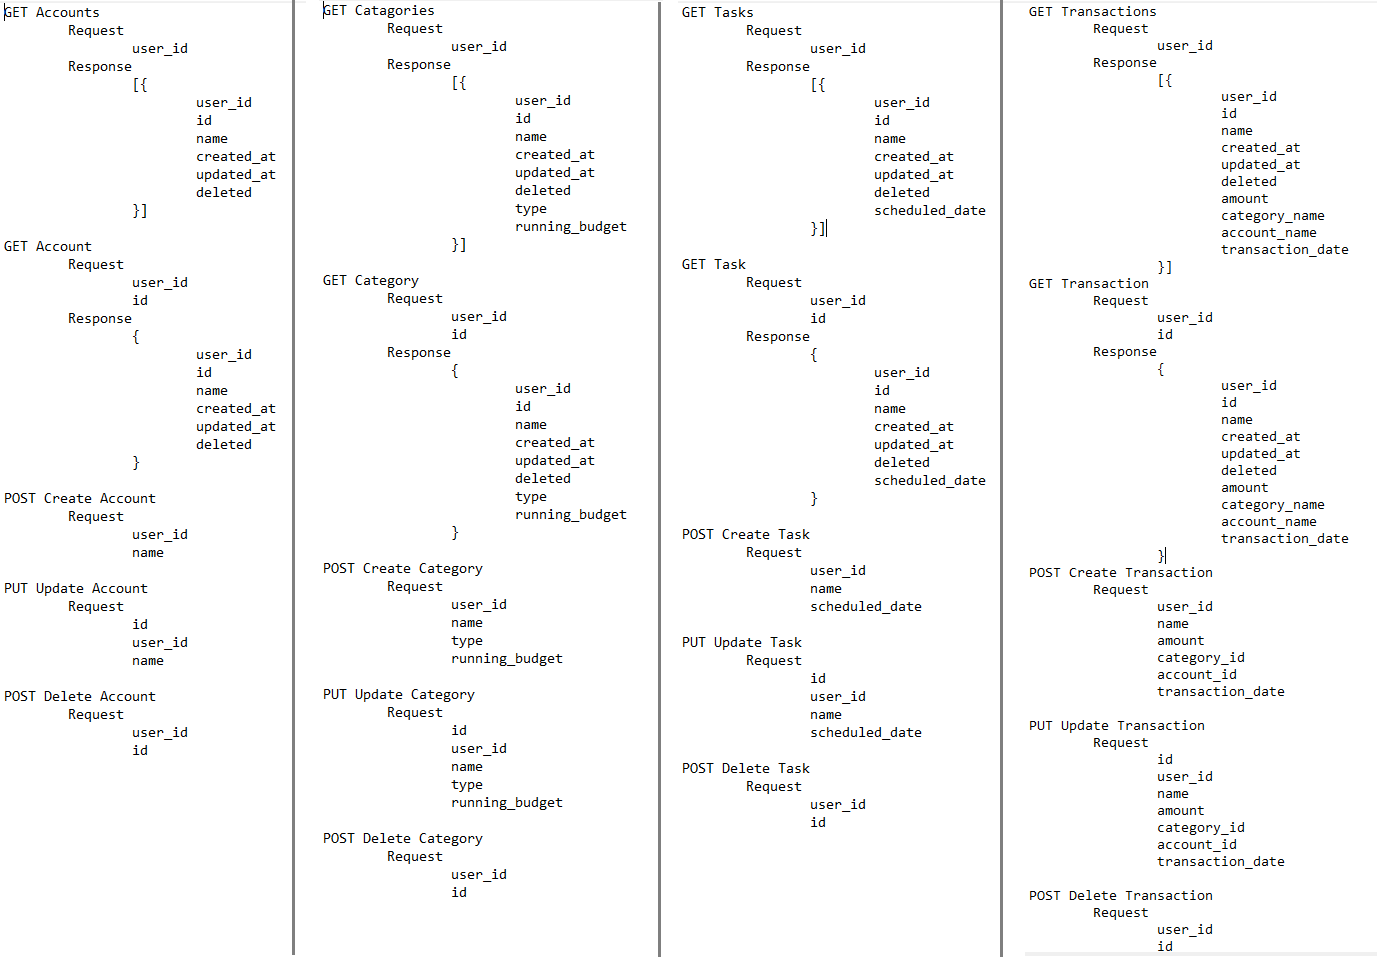 GET Accounts
Request
user_id
Response
[{
user_id
id
name
created_at
updated_at
deleted
}]
GET Account
Request
user_id
id
Response
{
user_id
id
name
created_at
updated_at
deleted
}
POST Create Account
Request
user_id
name
PUT Update Account
Request
id
user_id
name
POST Delete Account
Request
user_id
id
GET Catagories
Request
user_id
Response
[{
user_id
id
name
created_at
updated_at
deleted
type
running_budget
}]
GET Category
Request
user_id
id
Response
{
user_id
id
name
created_at
updated_at
deleted
type
running_budget
}
POST Create Category
Request
user_id
name
type
running_budget
PUT Update Category
Request
id
user_id
name
type
running_budget
POST Delete Category
Request
user_id
id
GET Tasks
Request
user_id
Response
[{
user_id
id
name
created_at
updated_at
deleted
scheduled_date
}]
GET Task
Request
user_id
id
Response
{
user_id
id
name
created_at
updated_at
deleted
scheduled_date
}
POST Create Task
Request
user_id
name
scheduled_date
PUT Update Task
Request
id
user_id
name
scheduled_date
POST Delete Task
Request
user_id
id
GET Transactions
Request
user_id
Response
[{
user_id
id
name
created_at
updated_at
deleted
amount
category_name
account_name
transaction_date
}]
GET Transaction
Request
user_id
id
Response
{
user_id
id
name
created_at
updated_at
deleted
amount
category_name
account_name
transaction_date
}
POST Create Transaction
Request
user_id
name
amount
category_id
account_id
transaction_date
PUT Update Transaction
Request
id
user_id
name
amount
category_id
account_id
transaction_date
POST Delete Transaction
Request
user_id
id